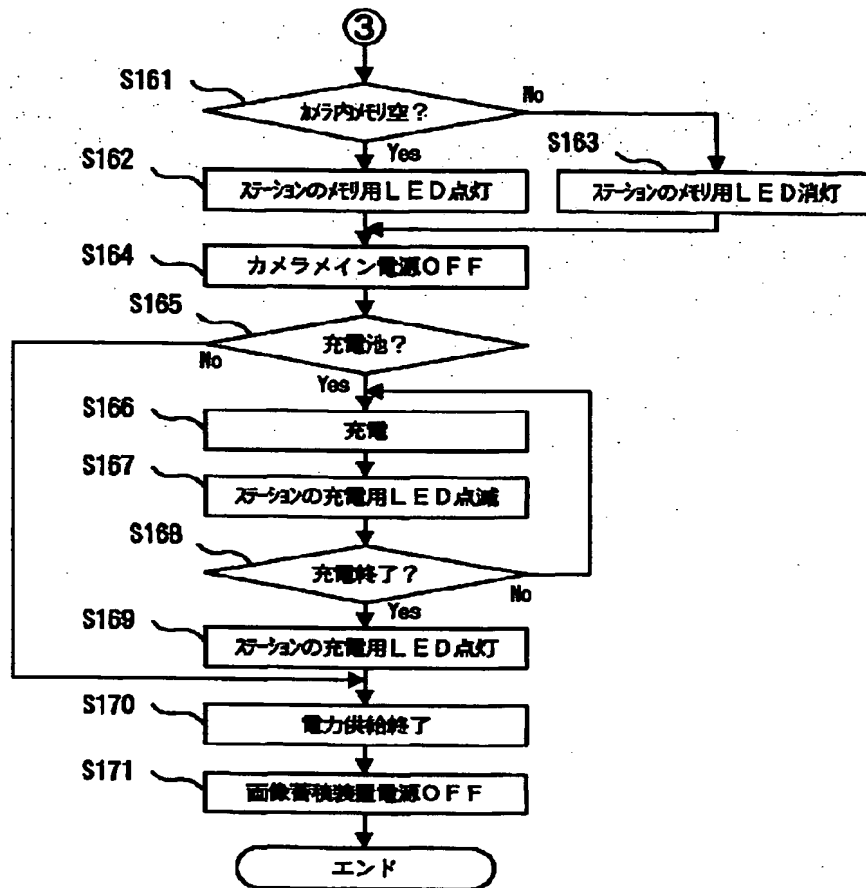 ③
S161
カメラ内メモリ空?
No
Yes
S162
ステーションのメモリ用LED点灯
S163
ステーションのメモリ用LED消灯
S164
カメラメイン電源OFF
S165
充電池?
No
Yes
S166
充電
S167
ステーションの充電用LED点滅
S168
充電終了?
No
Yes
S169
ステーションの充電用LED点灯
S170
電力供給終了
S171
画像蓄積装置電源OFF
エンド